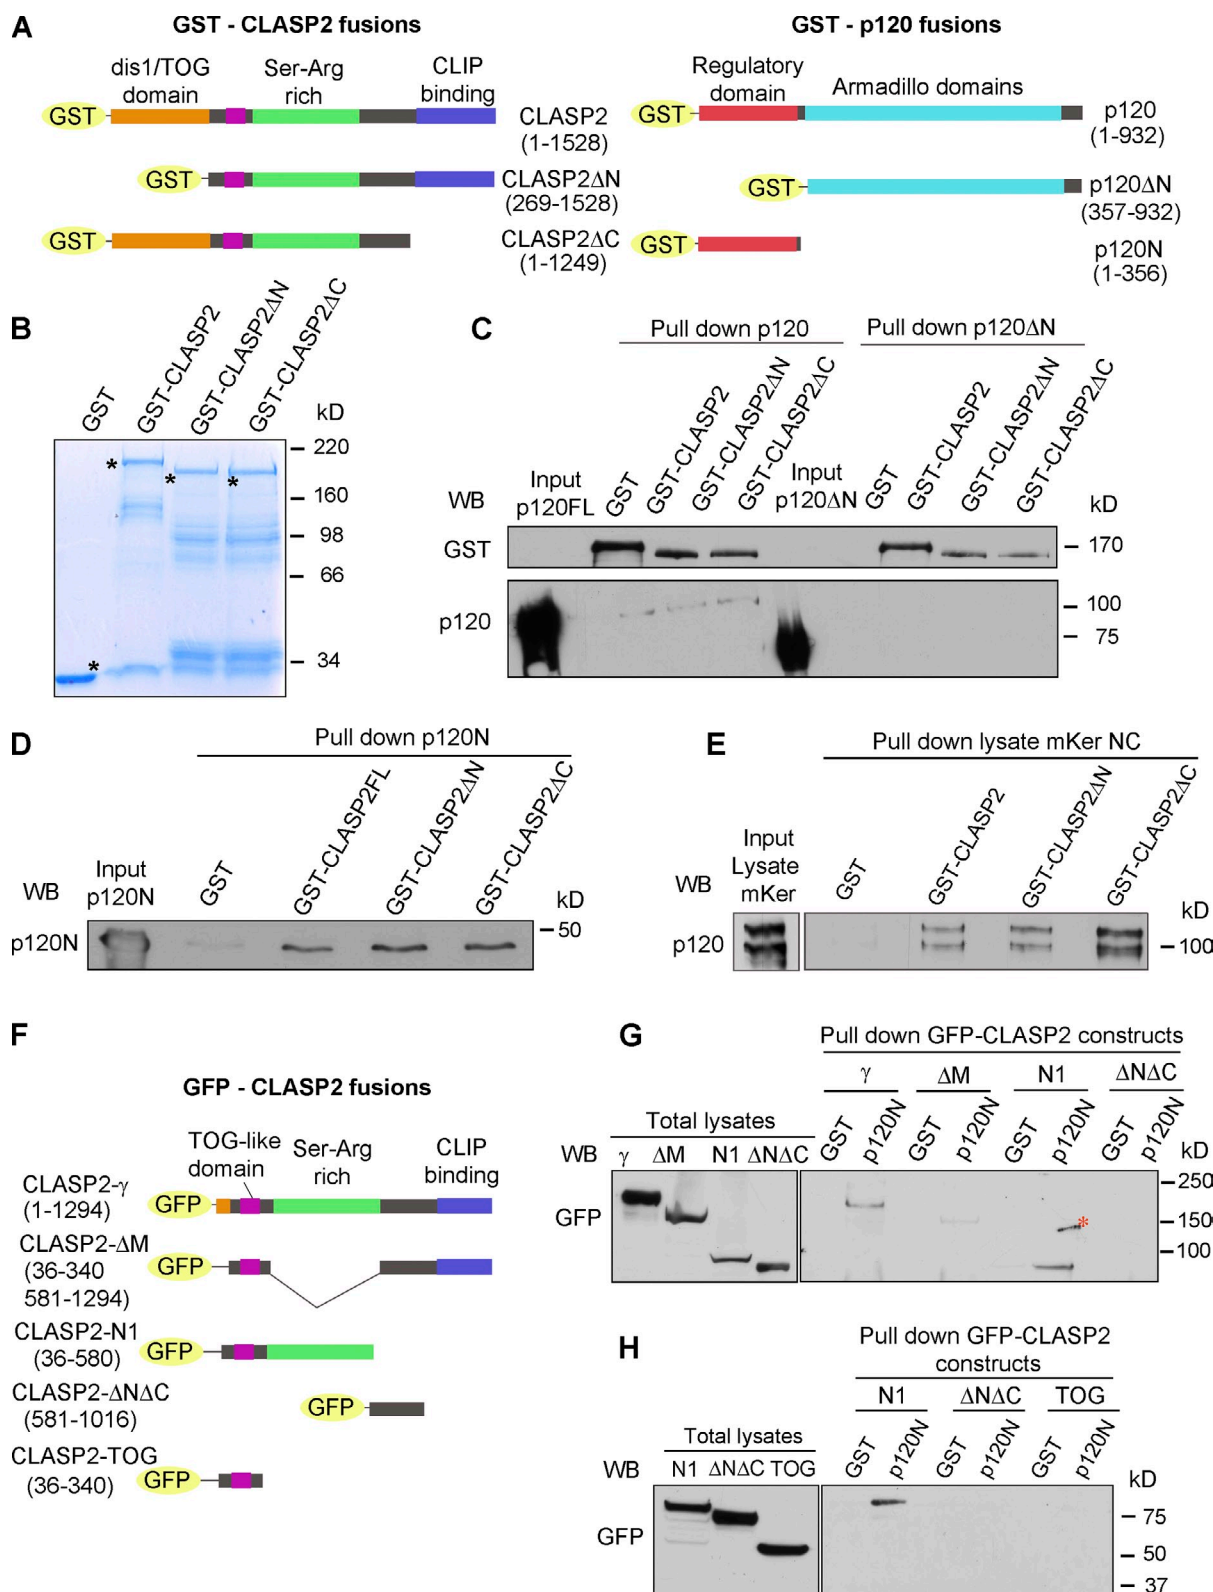 A
GST - CLASP2 fusions
GST - p120 fusions
dis1/TOG
domain
Ser-Arg
rich
CLIP
binding
GST
CLASP2
(1-1528)
GST
CLASP2ΔN
(269-1528)
GST
CLASP2ΔC
(1-1249)
Regulatory
domain
Armadillo domains
GST
p120
(1-932)
GST
p120ΔN
(357-932)
GST
p120N
(1-356)
B
GST
GST-CLASP2
GST-CLASP2ΔN
GST-CLASP2ΔC
kD
220
160
98
66
34
*
*
*
*
C
Pull down p120
Pull down p120ΔN
WB
Input
p120FL
GST
GST-CLASP2
GST-CLASP2ΔN
GST-CLASP2ΔC
Input
p120ΔN
GST
GST-CLASP2
GST-CLASP2ΔN
GST-CLASP2ΔC
kD
GST
170
p120
100
75
D
Pull down p120N
WB
Input
p120N
GST
GST-CLASP2FL
GST-CLASP2ΔN
GST-CLASP2ΔC
kD
p120N
50
E
Pull down lysate mKer NC
WB
Input
Lysate
mKer
GST
GST-CLASP2
GST-CLASP2ΔN
GST-CLASP2ΔC
kD
p120
100
F
GFP - CLASP2 fusions
TOG-like
domain
Ser-Arg
rich
CLIP
binding
CLASP2-γ
(1-1294)
GFP
CLASP2-ΔM
(36-340
581-1294)
GFP
CLASP2-N1
(36-580)
GFP
CLASP2-ΔNΔC
(581-1016)
GFP
CLASP2-TOG
(36-340)
GFP
G
Pull down GFP-CLASP2 constructs
γ
ΔM
N1
ΔNΔC
Total lysates
WB
γ
ΔM
N1
ΔNΔC
GST
p120N
GST
p120N
GST
p120N
GST
p120N
kD
GFP
250
150
100
*
H
Pull down GFP-CLASP2
constructs
N1
ΔNΔC
TOG
Total lysates
WB
N1
ΔNΔC
TOG
GST
p120N
GST
p120N
GST
p120N
kD
GFP
75
50
37